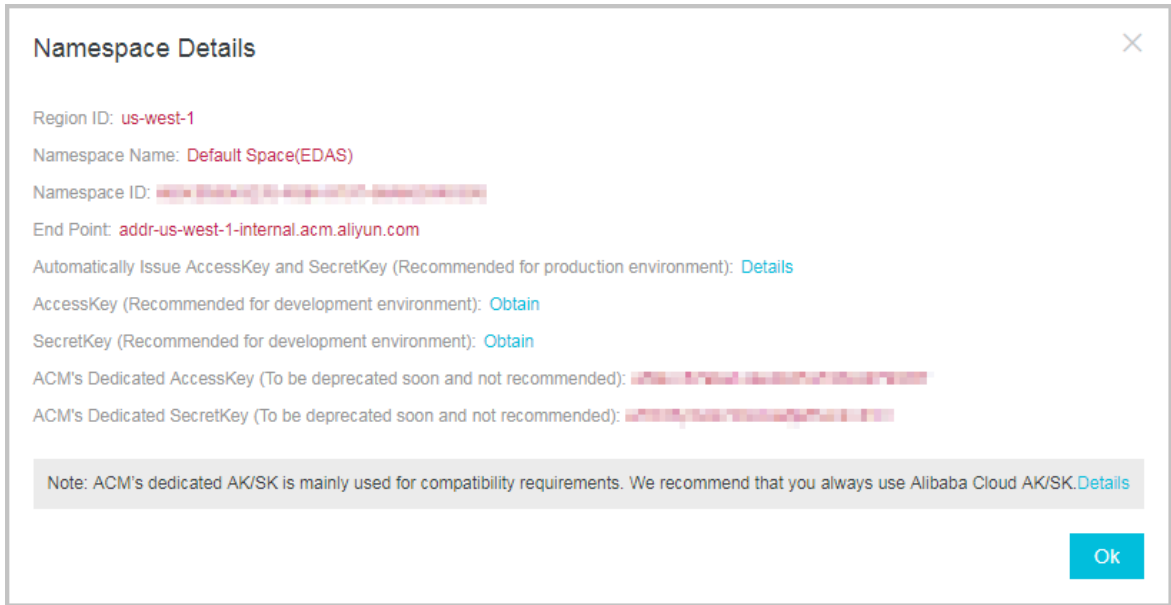 Namespace Details
Region ID: us-west-1
Namespace Name: Default Space(EDAS)
Namespace ID:
End Point: addr-us-west-1-internal.acm.aliyun.com
Automatically Issue AccessKey and SecretKey (Recommended for production environment): Details
AccessKey (Recommended for development environment): Obtain
SecretKey (Recommended for development environment): Obtain
ACM's Dedicated AccessKey (To be deprecated soon and not recommended):
ACM's Dedicated SecretKey (To be deprecated soon and not recommended):
Note: ACM's dedicated AK/SK is mainly used for compatibility requirements. We recommend that you always use Alibaba Cloud AK/SK.Details
Ok